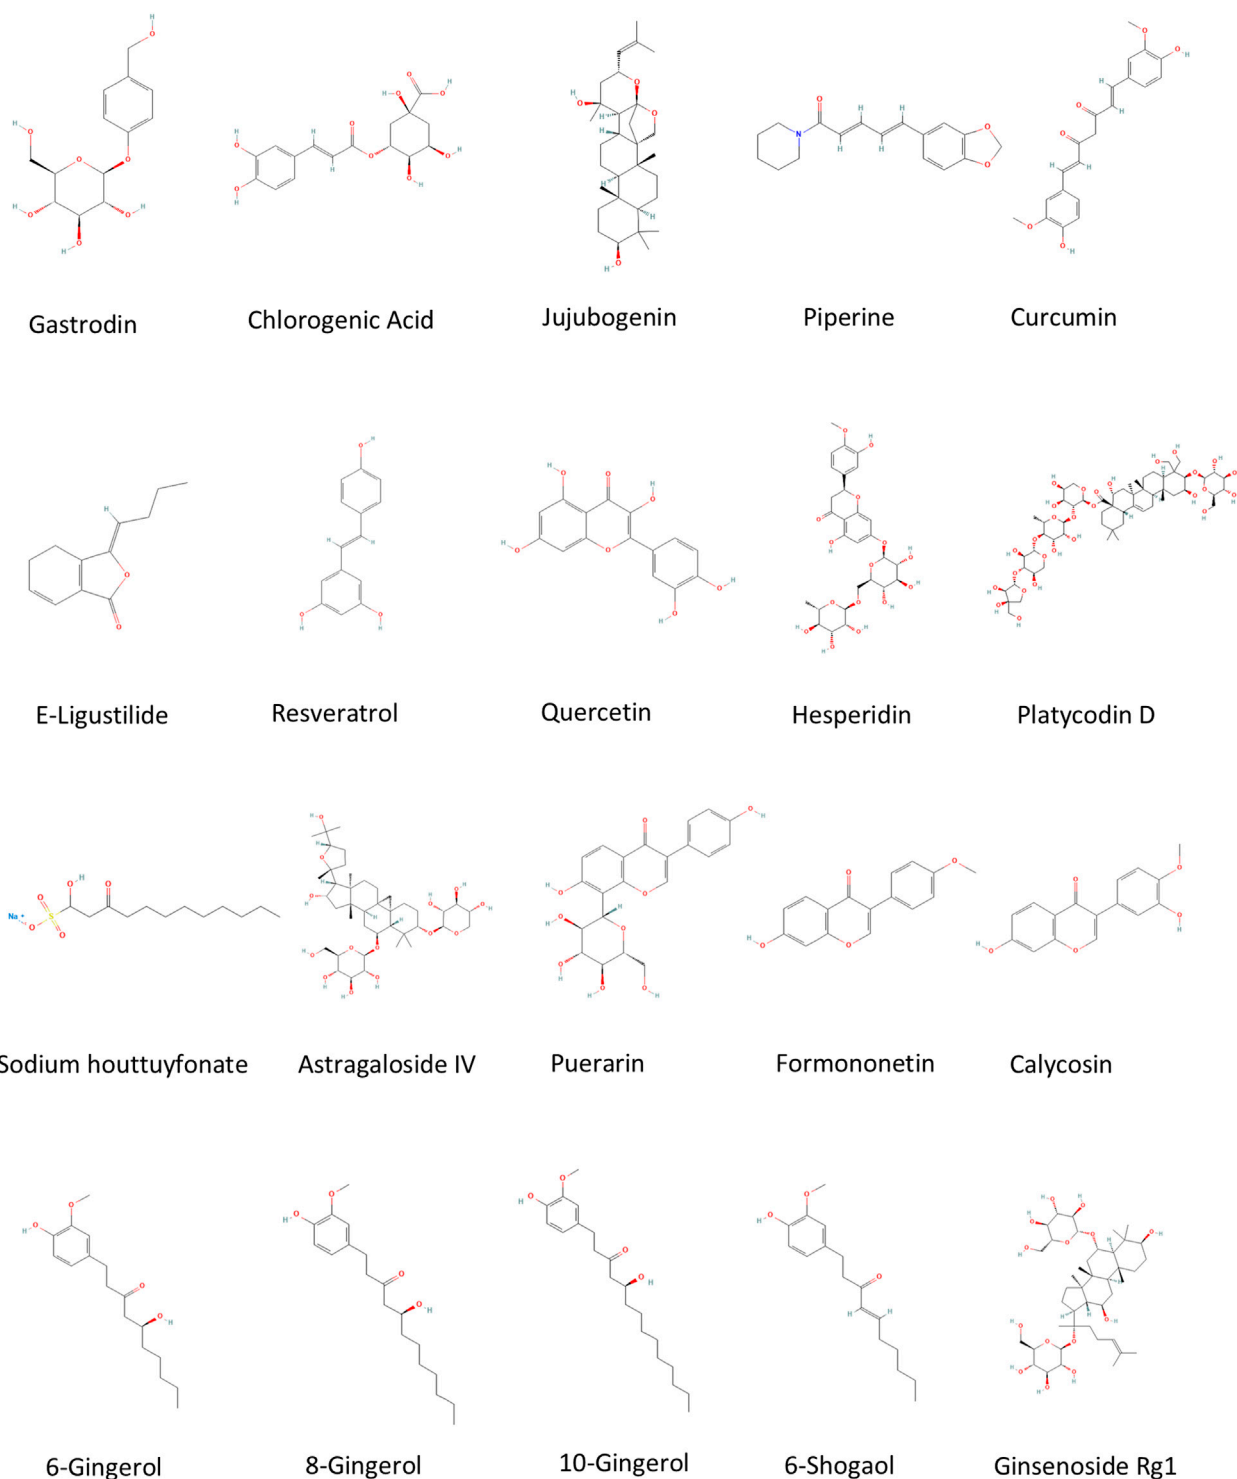 Gastrodin
Chlorogenic Acid
Jujubogenin
Piperine
Curcumin
E-Ligustilide
Resveratrol
Quercetin
Hesperidin
Platycodin D
Sodium houttuyfonate
Astragaloside IV
Puerarin
Formononetin
Calycosin
6-Gingerol
8-Gingerol
10-Gingerol
6-Shogaol
Ginsenoside Rg1